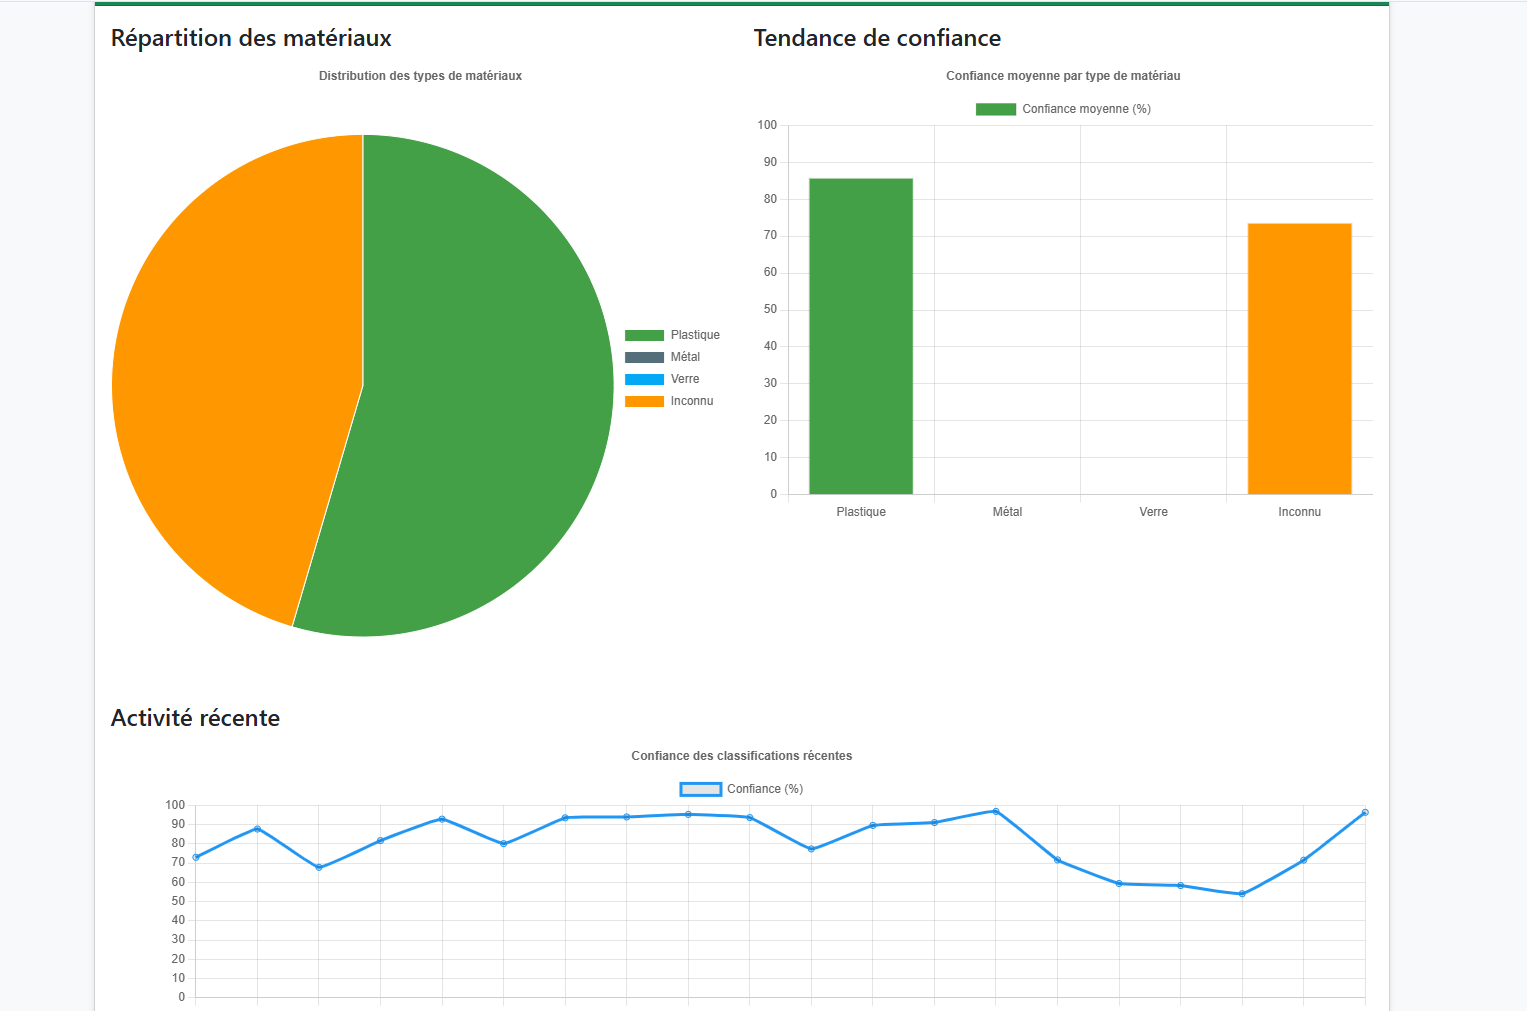 Répartition des matériaux
Distribution des types de matériaux
Plastique
Métal
Verre
Inconnu
Tendance de confiance
Confiance moyenne par type de matériau
Confiance moyenne (%)
100
90
80
70
60
50
40
30
20
10
0
Plastique Métal Verre Inconnu
Activité récente
Confiance des classifications récentes
Confiance (%)
100
90
80
70
60
50
40
30
20
10
0